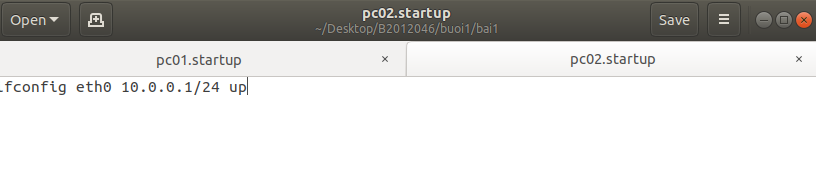 Open
pc02.startup
~/Desktop/B2012046/buoi1/bai1
Save
pc01.startup
pc02.startup
ifconfig eth0 10.0.0.1/24 up